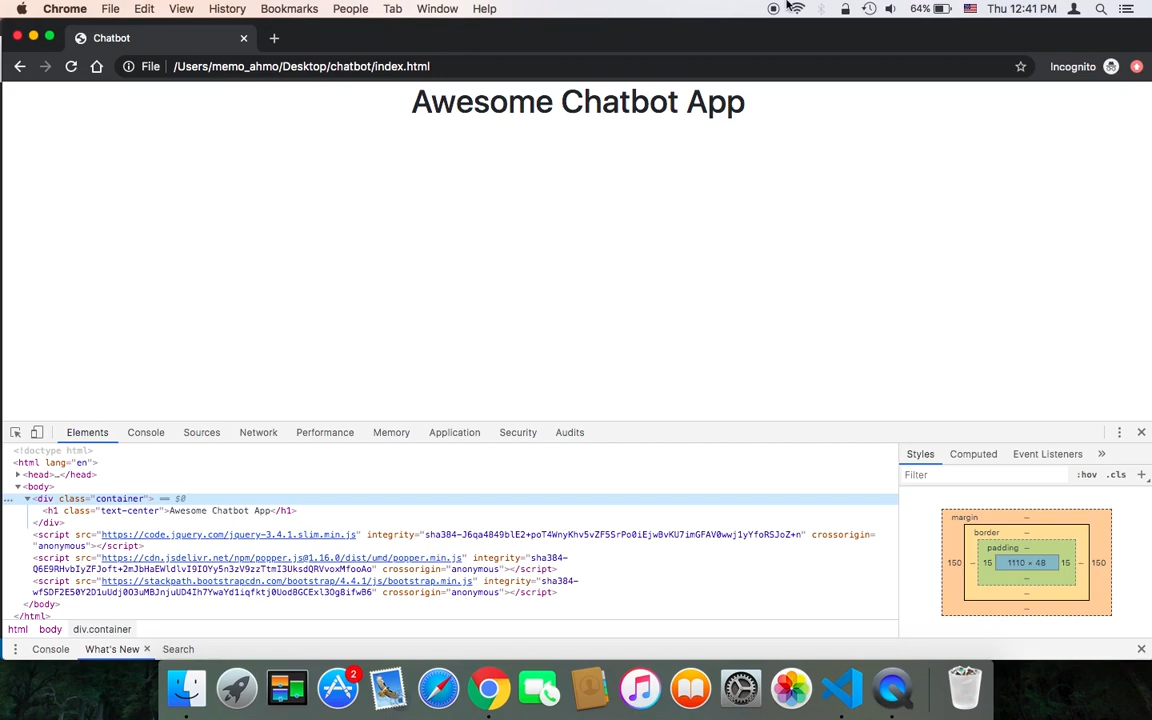 Chrome File Edit View History Bookmarks People Tab Window Help 64% Thu 12:41 PM
Chatbot
File /Users/memo_ahmo/Desktop/chatbot/index.html Incognito
Awesome Chatbot App
Elements Console Sources Network Performance Memory Application Security Audits
<!doctype html>
<html lang="en">
<head>…</head>
<body>
<div class="container"> == $0
<h1 class="text-center">Awesome Chatbot App</h1>
</div>
<script src="https://code.jquery.com/jquery-3.4.1.slim.min.js" integrity="sha384-J6qa4849blE2+poT4WnyKhv5vZF5SrPo0iEjwBvKU7imGFAV0wwj1yYfoRSJoZ+n" crossorigin=
"anonymous"></script>
<script src="https://cdn.jsdelivr.net/npm/popper.js@1.16.0/dist/umd/popper.min.js" integrity="sha384-
Q6E9RHvbIyZFJoft+2mJbHaEWldlvI9IOYy5n3zV9zzTtmI3UksdQRVvoxMfooAo" crossorigin="anonymous"></script>
<script src="https://stackpath.bootstrapcdn.com/bootstrap/4.4.1/js/bootstrap.min.js" integrity="sha384-
wfSDF2E50Y2D1uUdj0O3uMBJnjuUD4Ih7YwaYd1iqfktj0Uod8GCExl3Og8ifwB6" crossorigin="anonymous"></script>
</body>
</html>
html body div.container
Styles Computed Event Listeners »
Filter :hov .cls +
margin –
border –
padding –
150 – 15 1110 × 48 15 – 150
–
–
–
Console What's New × Search
2